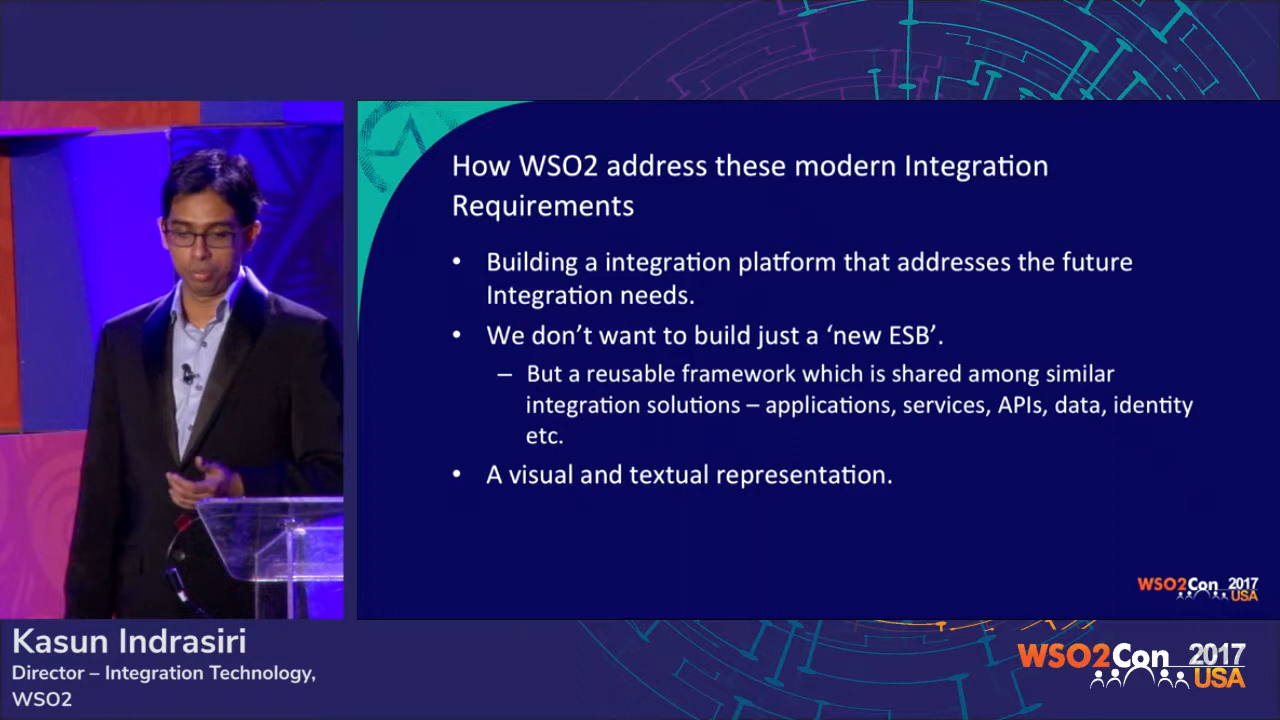 How WSO2 address these modern Integration
Requirements
• Building a integration platform that addresses the future
Integration needs.
• We don’t want to build just a ‘new ESB’.
– But a reusable framework which is shared among similar
integration solutions – applications, services, APIs, data, identity
etc.
• A visual and textual representation.
WSO2Con 2017
USA
Kasun Indrasiri
Director – Integration Technology,
WSO2
WSO2Con 2017
USA